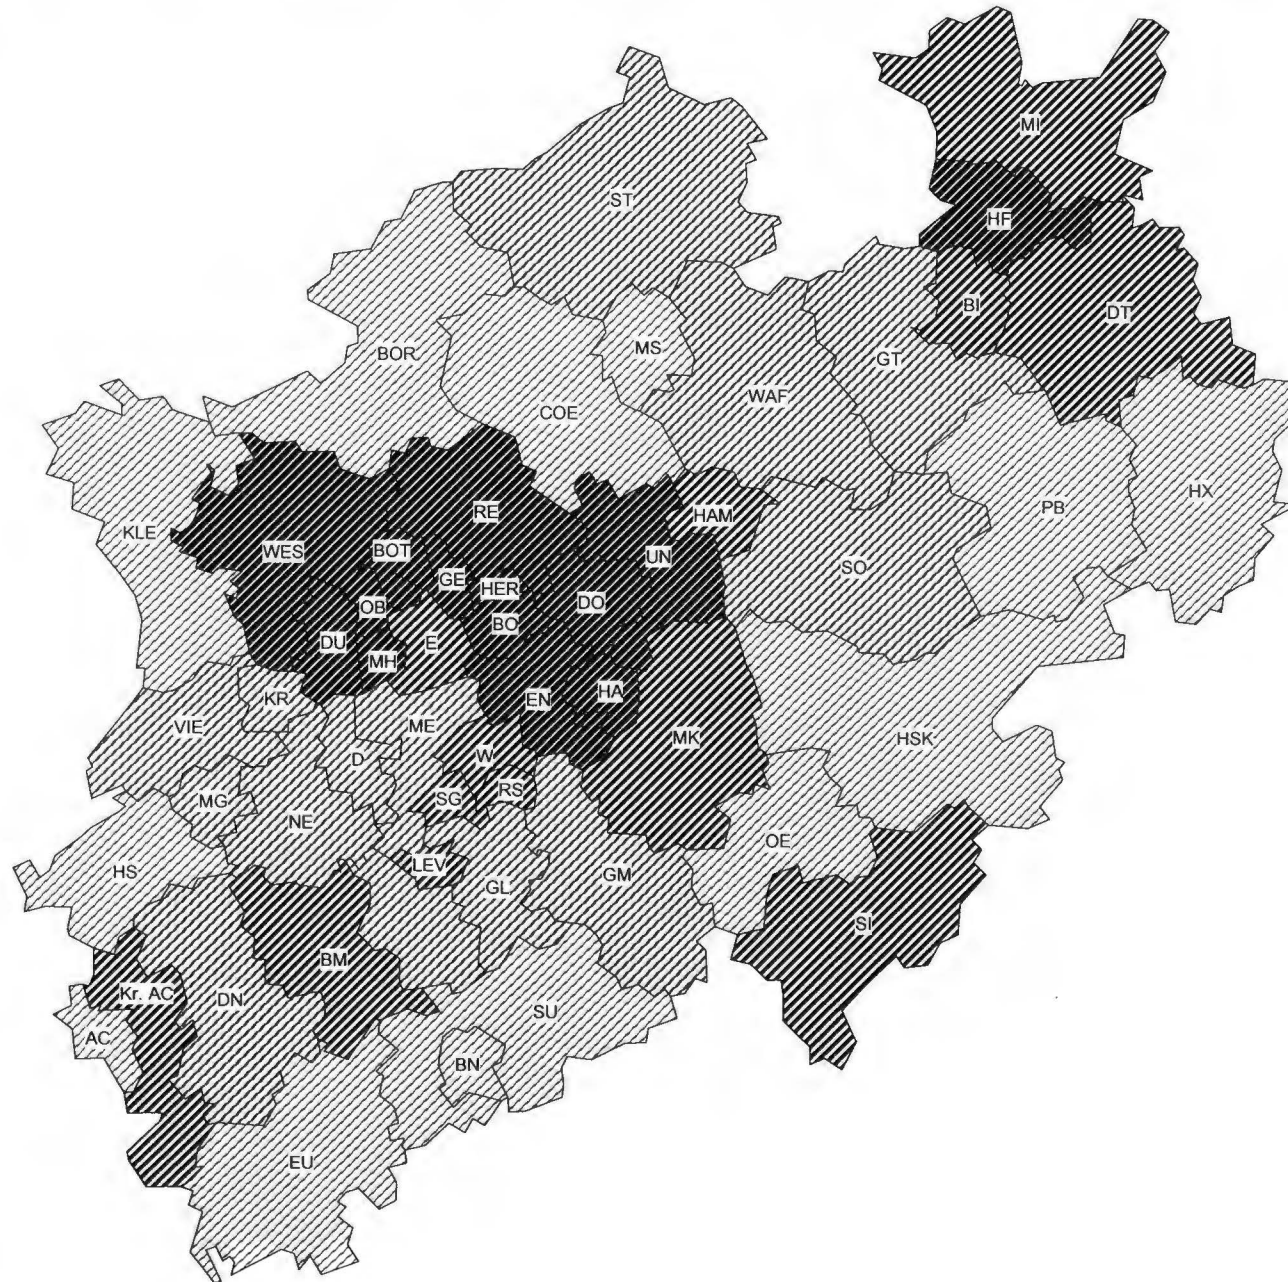 MI
ST
HF
BI
DT
BOR
MS
GT
COE
WAF
HX
RE
HAM
PB
KLE
WES
BOT
UN
SO
GE
HER
OB
DO
BO
DU
MH
E
KR
EN
HA
VIE
ME
MK
HSK
D
W
RS
MG
SG
NE
OE
HS
LEV
GL
GM
SI
BM
Kr. AC
DN
SU
AC
BN
EU